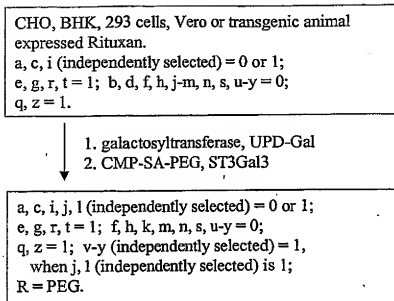 CHO, BHK, 293 cells, Vero or transgenic animal
expressed Rituxan.
a, c, i (independently selected) = 0 or 1;
e, g, r, t = 1; b, d, f, h, j-m, n, s, u-y = 0;
q, z = 1.
1. galactosyltransferase, UPD-Gal
2. CMP-SA-PEG, ST3Gal3
a, c, i, j, l (independently selected) = 0 or 1;
e, g, r, t = 1; f, h, k, m, n, s, u-y = 0;
q, z = 1; v-y (independently selected) = 1,
when j, l (independently selected) is 1;
R = PEG.